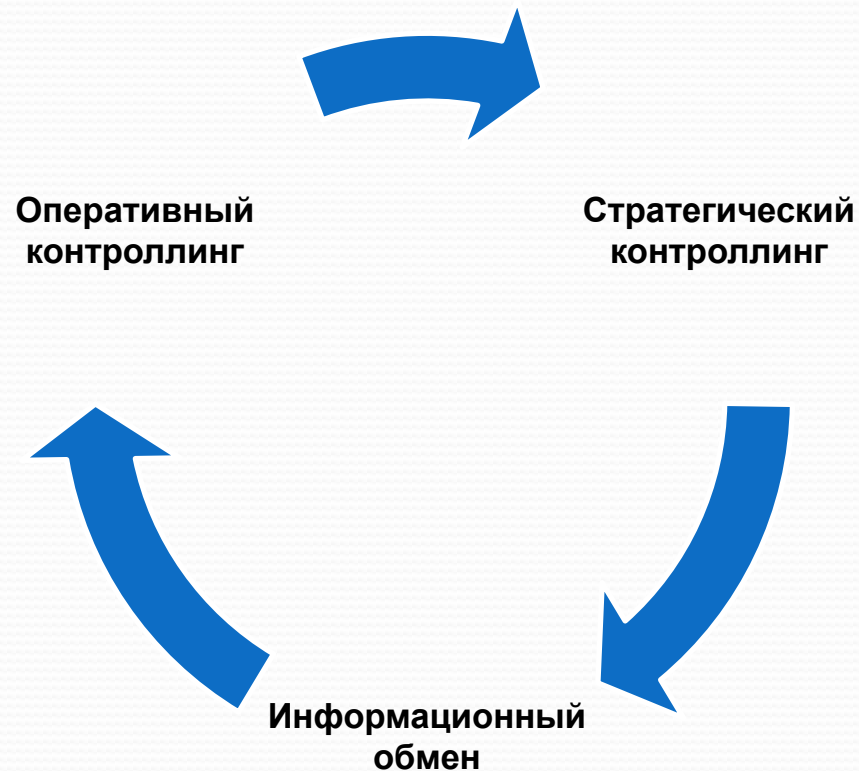 Оперативный
контроллинг
Стратегический
контроллинг
Информационный
обмен